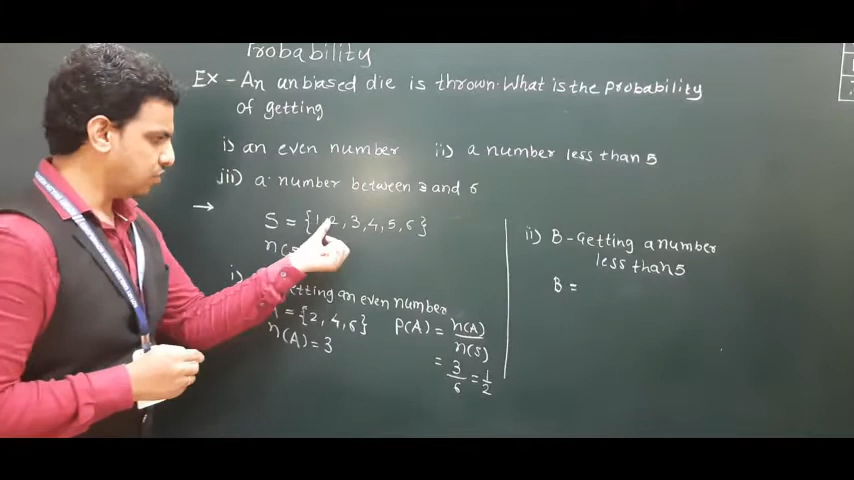 Probability
Ex - An unbiased die is thrown. What is the probability
of getting
i) an even number ii) a number less than 5
iii) a number between 3 and 6
→ S = {1,2,3,4,5,6}
n(S
i) etting an even number
= {2, 4, 6} P(A) = n(A)/n(S)
n(A) = 3
= 3/6 = 1/2
ii) B - Getting a number
less than 5
B =